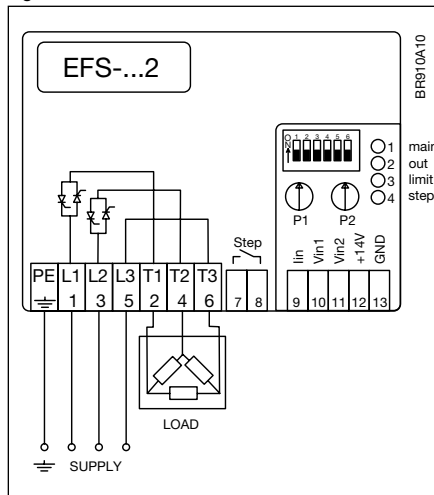 EFS-...2
BR910A10
O
N
1 2 3 4 5 6
1 main
2 out
3 limit
4 step
P1 P2
Step
Iin Vin1 Vin2 +14V GND
PE L1 L2 L3 T1 T2 T3
1 3 5 2 4 6
7 8
9 10 11 12 13
LOAD
SUPPLY